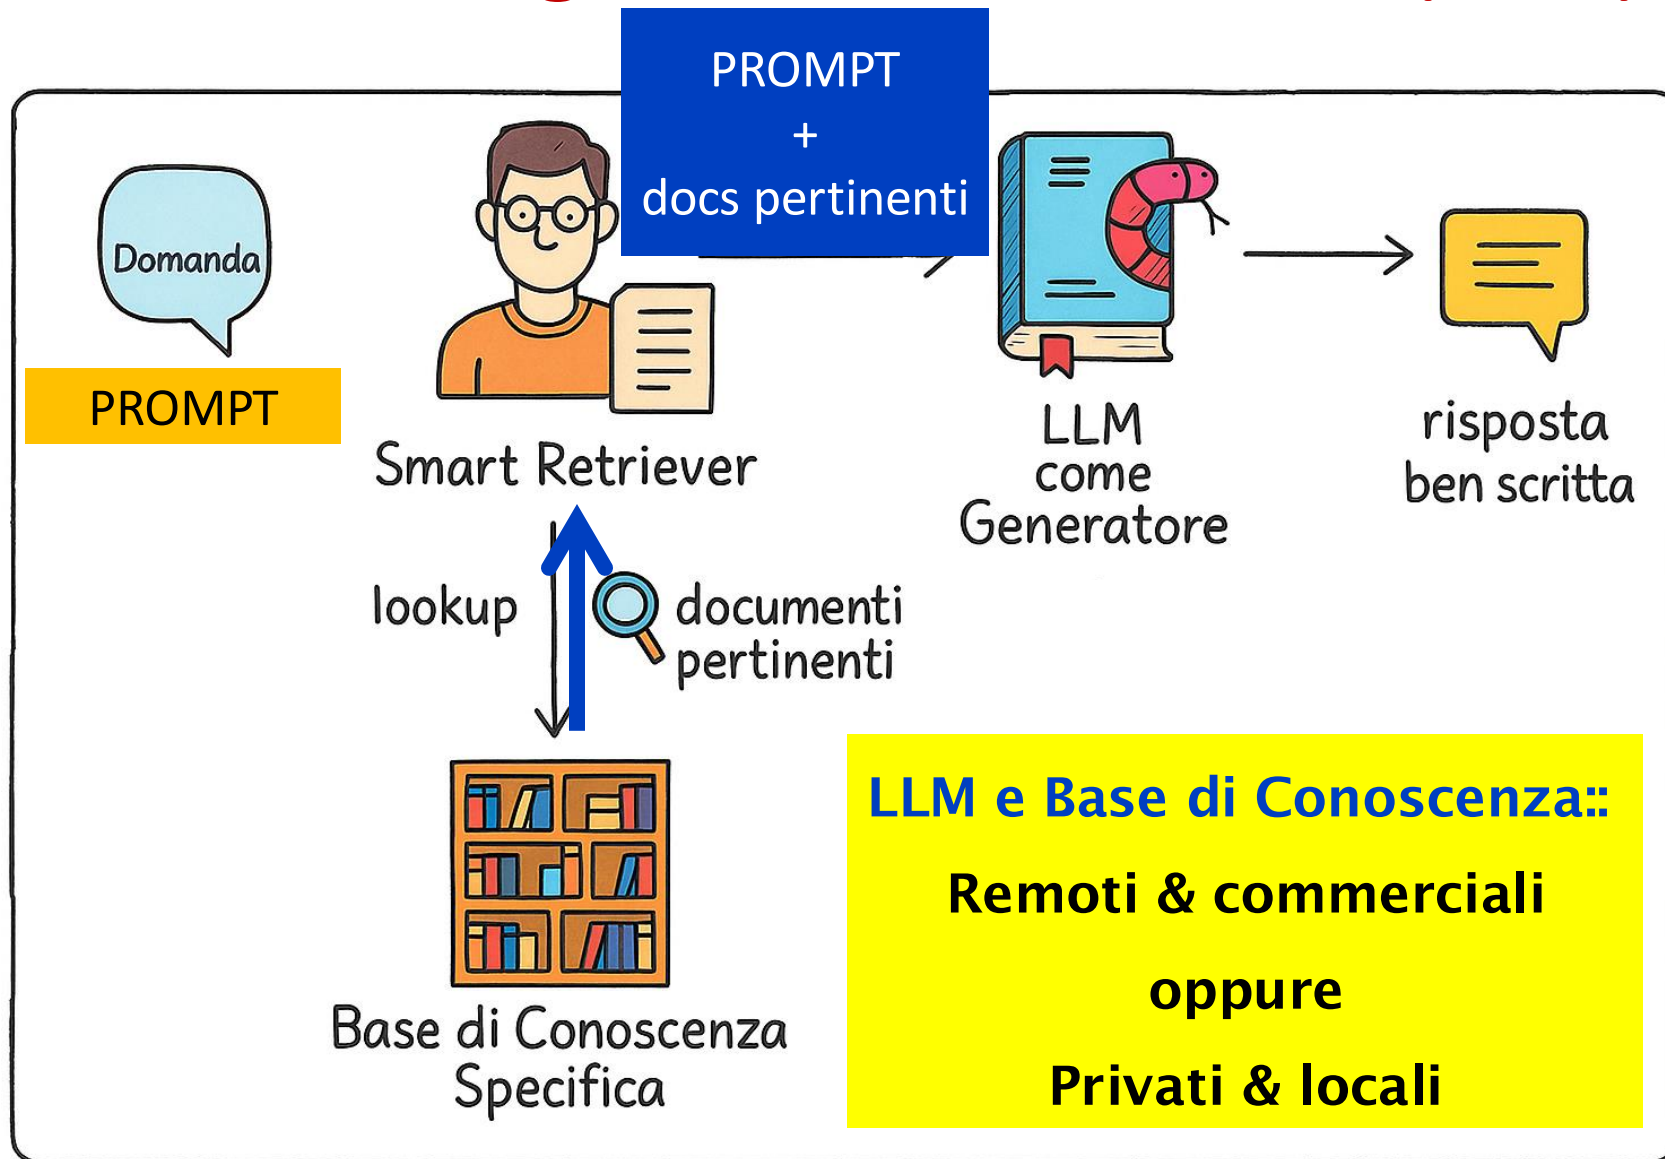 PROMPT
+
docs pertinenti
Domanda
PROMPT
Smart Retriever
LLM
come
Generatore
risposta
ben scritta
lookup
documenti
pertinenti
Base di Conoscenza
Specifica
LLM e Base di Conoscenza::
Remoti & commerciali
oppure
Privati & locali